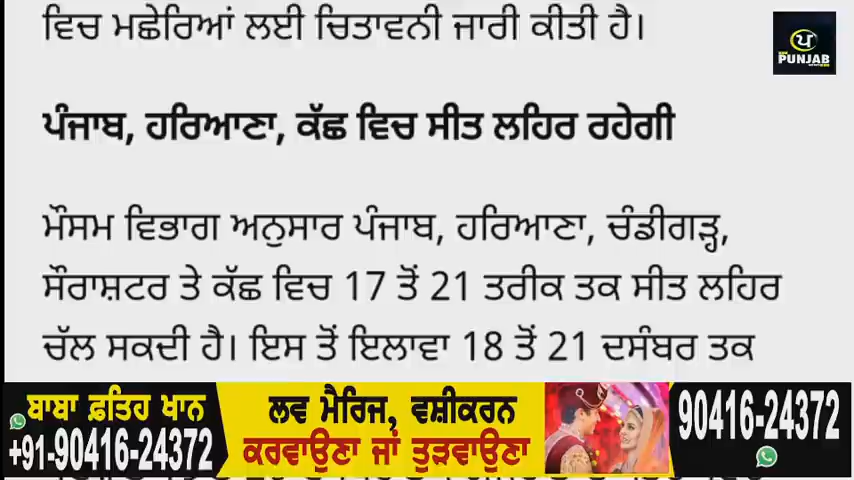 ਵਿਚ ਮਛੇਰਿਆਂ ਲਈ ਚਿਤਾਵਨੀ ਜਾਰੀ ਕੀਤੀ ਹੈ।
ਪ
PUNJAB
ਪੰਜਾਬ, ਹਰਿਆਣਾ, ਕੱਛ ਵਿਚ ਸੀਤ ਲਹਿਰ ਰਹੇਗੀ
ਮੌਸਮ ਵਿਭਾਗ ਅਨੁਸਾਰ ਪੰਜਾਬ, ਹਰਿਆਣਾ, ਚੰਡੀਗੜ੍ਹ,
ਸੌਰਾਸ਼ਟਰ ਤੇ ਕੱਛ ਵਿਚ 17 ਤੋਂ 21 ਤਰੀਕ ਤਕ ਸੀਤ ਲਹਿਰ
ਚੱਲ ਸਕਦੀ ਹੈ। ਇਸ ਤੋਂ ਇਲਾਵਾ 18 ਤੋਂ 21 ਦਸੰਬਰ ਤਕ
ਬਾਬਾ ਫ਼ਤਿਹ ਖਾਨ
+91-90416-24372
ਲਵ ਮੈਰਿਜ, ਵਸ਼ੀਕਰਨ
ਕਰਵਾਉਣਾ ਜਾਂ ਤੁੜਵਾਉਣਾ
90416-24372